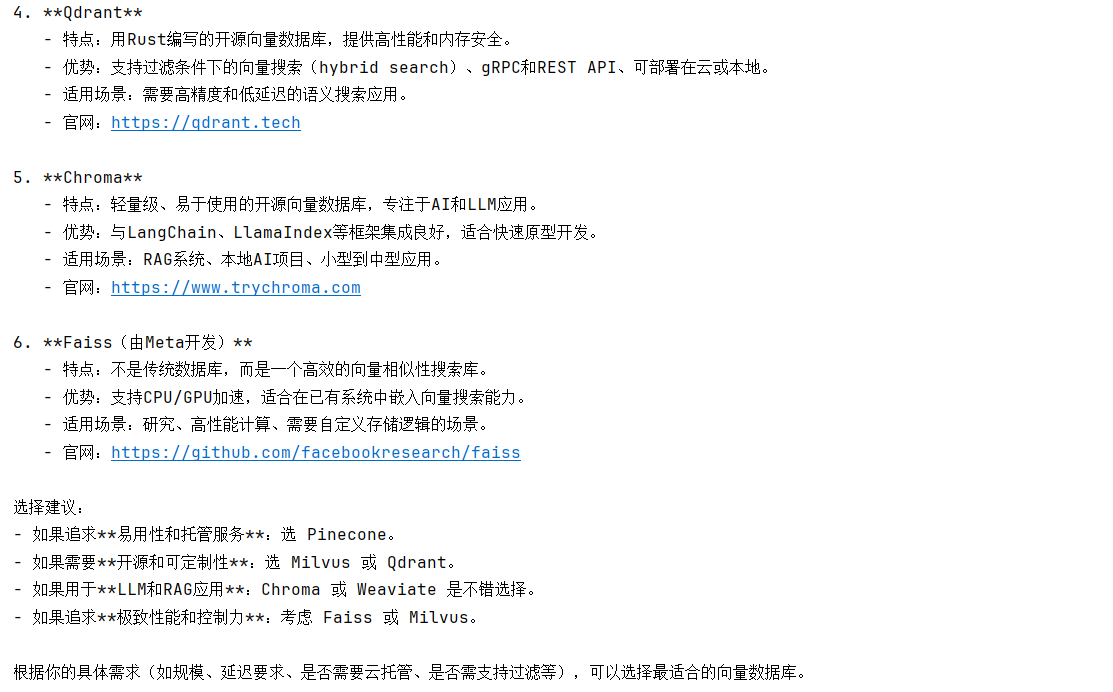 4. **Qdrant**
- 特点：用Rust编写的开源向量数据库，提供高性能和内存安全。
- 优势：支持过滤条件下的向量搜索（hybrid search）、gRPC和REST API、可部署在云或本地。
- 适用场景：需要高精度和低延迟的语义搜索应用。
- 官网：https://qdrant.tech
5. **Chroma**
- 特点：轻量级、易于使用的开源向量数据库，专注于AI和LLM应用。
- 优势：与LangChain、LlamaIndex等框架集成良好，适合快速原型开发。
- 适用场景：RAG系统、本地AI项目、小型到中型应用。
- 官网：https://www.trychroma.com
6. **Faiss（由Meta开发）**
- 特点：不是传统数据库，而是一个高效的向量相似性搜索库。
- 优势：支持CPU/GPU加速，适合在已有系统中嵌入向量搜索能力。
- 适用场景：研究、高性能计算、需要自定义存储逻辑的场景。
- 官网：https://github.com/facebookresearch/faiss
选择建议：
- 如果追求**易用性和托管服务**：选 Pinecone。
- 如果需要**开源和可定制性**：选 Milvus 或 Qdrant。
- 如果用于**LLM和RAG应用**：Chroma 或 Weaviate 是不错选择。
- 如果追求**极致性能和控制力**：考虑 Faiss 或 Milvus。
根据你的具体需求（如规模、延迟要求、是否需要云托管、是否需支持过滤等），可以选择最适合的向量数据库。